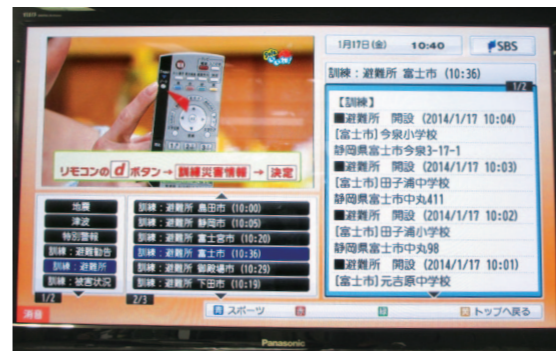 1月17日(金) 10:40 SBS
訓練：避難所 富士市 (10:36)
1/2
【訓練】
■避難所 開設 (2014/1/17 10:04)
[富士市]今泉小学校
静岡県富士市今泉3-17-1
■避難所 開設 (2014/1/17 10:03)
[富士市]田子浦中学校
静岡県富士市中丸411
■避難所 開設 (2014/1/17 10:02)
[富士市]田子浦小学校
静岡県富士市中丸98
■避難所 開設 (2014/1/17 10:01)
[富士市]元吉原中学校
リモコンの d ボタン→ 訓練災害情報 → 決定
地震
津波
特別警報
訓練：避難勧告
訓練：避難所
訓練：被害状況
1/2
訓練：避難所 島田市 (10:00)
訓練：避難所 静岡市 (10:05)
訓練：避難所 富士宮市 (10:20)
訓練：避難所 富士市 (10:36)
訓練：避難所 御殿場市 (10:29)
訓練：避難所 下田市 (10:19)
2/3
消音
青 スポーツ 赤 緑 黄 トップへ戻る
Panasonic